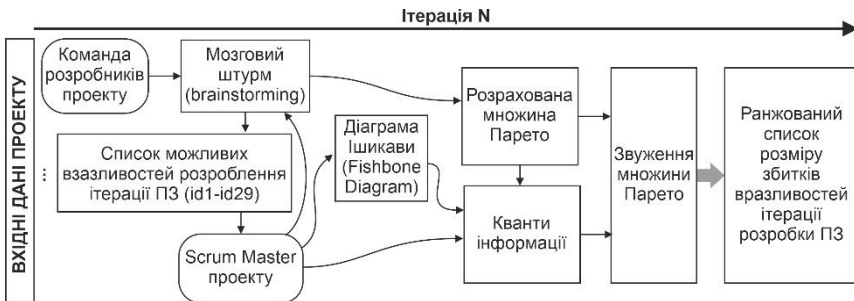 Ітерація N
ВХІДНІ ДАНІ ПРОЕКТУ
Команда
розробників
проекту
Мозговий
штурм
(brainstorming)
...
Список можливих
взазливостей розроблення
ітерації ПЗ (id1-id29)
Scrum Master
проекту
Діаграма
Ішикави
(Fishbone
Diagram)
Розрахована
множина
Парето
Кванти
інформації
Звуження
множини
Парето
Ранжований
список
розміру
збитків
вразливостей
ітерації
розробки ПЗ